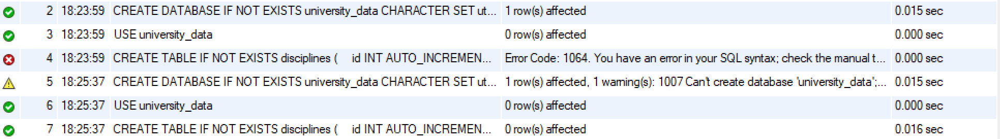 2 18:23:59 CREATE DATABASE IF NOT EXISTS university_data CHARACTER SET ut... 1 row(s) affected 0.015 sec
3 18:23:59 USE university_data 0 row(s) affected 0.000 sec
4 18:23:59 CREATE TABLE IF NOT EXISTS disciplines ( id INT AUTO_INCREMEN... Error Code: 1064. You have an error in your SQL syntax; check the manual t... 0.000 sec
5 18:25:37 CREATE DATABASE IF NOT EXISTS university_data CHARACTER SET ut... 1 row(s) affected, 1 warning(s): 1007 Can't create database 'university_data';... 0.015 sec
6 18:25:37 USE university_data 0 row(s) affected 0.000 sec
7 18:25:37 CREATE TABLE IF NOT EXISTS disciplines ( id INT AUTO_INCREMEN... 0 row(s) affected 0.016 sec